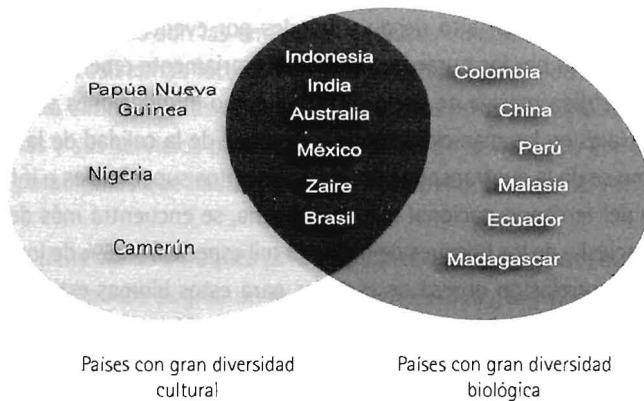 Papúa Nueva
Guinea
Nigeria
Camerún
Indonesia
India
Australia
México
Zaire
Brasil
Colombia
China
Perú
Malasia
Ecuador
Madagascar
Países con gran diversidad
cultural
Países con gran diversidad
biológica